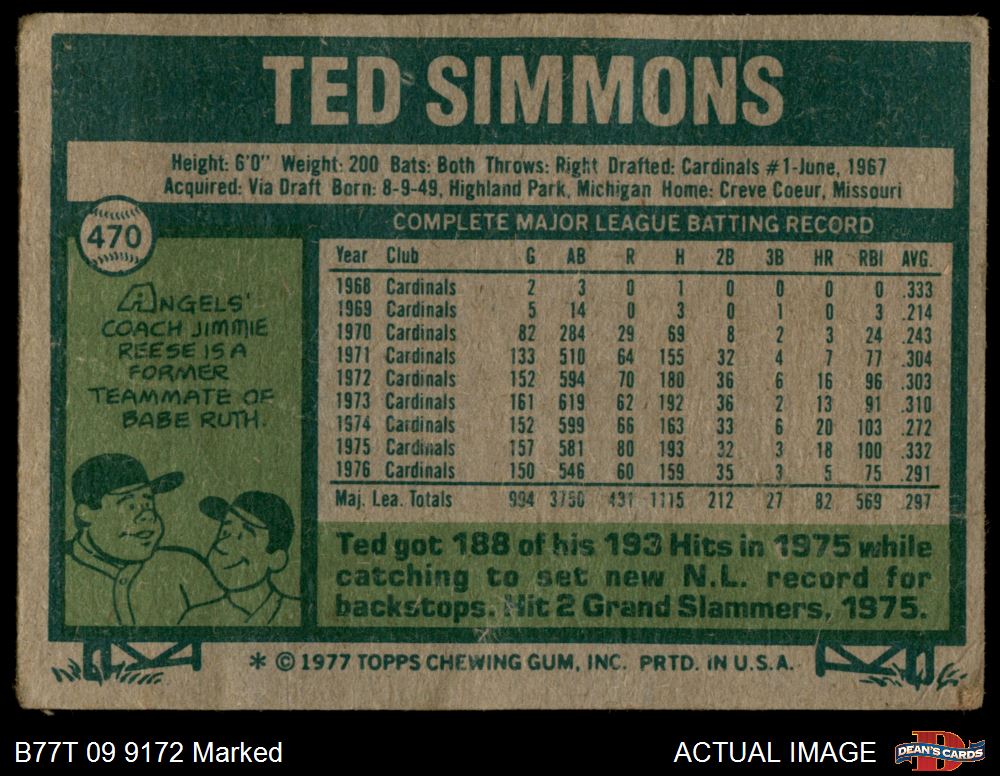 TED SIMMONS
Height: 6'0" Weight: 200 Bats: Both Throws: Right Drafted: Cardinals #1-June, 1967
Acquired: Via Draft Born: 8-9-49, Highland Park, Michigan Home: Creve Coeur, Missouri
470
COMPLETE MAJOR LEAGUE BATTING RECORD
ANGELS'
COACH JIMMIE
REESE IS A
FORMER
TEAMMATE OF
BABE RUTH.
Year Club G AB R H 2B 3B HR RBI AVG.
1968 Cardinals 2 3 0 1 0 0 0 0 .333
1969 Cardinals 5 14 0 3 0 1 0 3 .214
1970 Cardinals 82 284 29 69 8 2 3 24 .243
1971 Cardinals 133 510 64 155 32 4 7 77 .304
1972 Cardinals 152 594 70 180 36 6 16 96 .303
1973 Cardinals 161 619 62 192 36 2 13 91 .310
1974 Cardinals 152 599 66 163 33 6 20 103 .272
1975 Cardinals 157 581 80 193 32 3 18 100 .332
1976 Cardinals 150 546 60 159 35 3 5 75 .291
Maj. Lea. Totals 994 3750 431 1115 212 27 82 569 .297
Ted got 188 of his 193 Hits in 1975 while
catching to set new N.L. record for
backstops. Hit 2 Grand Slammers, 1975.
* © 1977 TOPPS CHEWING GUM, INC. PRTD. IN U.S.A.
B77T 09 9172 Marked
ACTUAL IMAGE
DEAN'S CARDS